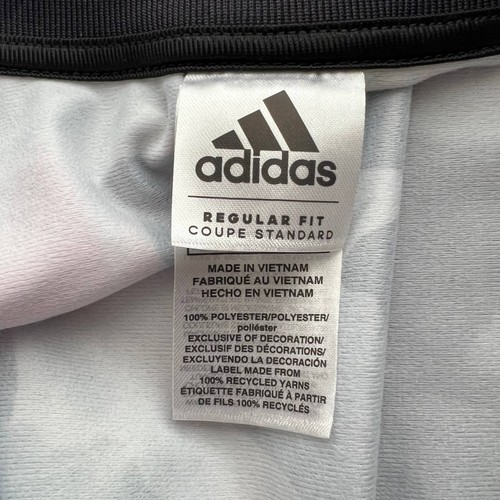 adidas
REGULAR FIT
COUPE STANDARD
MADE IN VIETNAM
FABRIQUÉ AU VIETNAM
HECHO EN VIETNAM
100% POLYESTER/POLYESTER/
poliéster
EXCLUSIVE OF DECORATION/
EXCLUSIF DES DÉCORATIONS/
EXCLUYENDO LA DECORACIÓN
LABEL MADE FROM
100% RECYCLED YARNS
ÉTIQUETTE FABRIQUÉ À PARTIR
DE FILS 100% RECYCLÉS